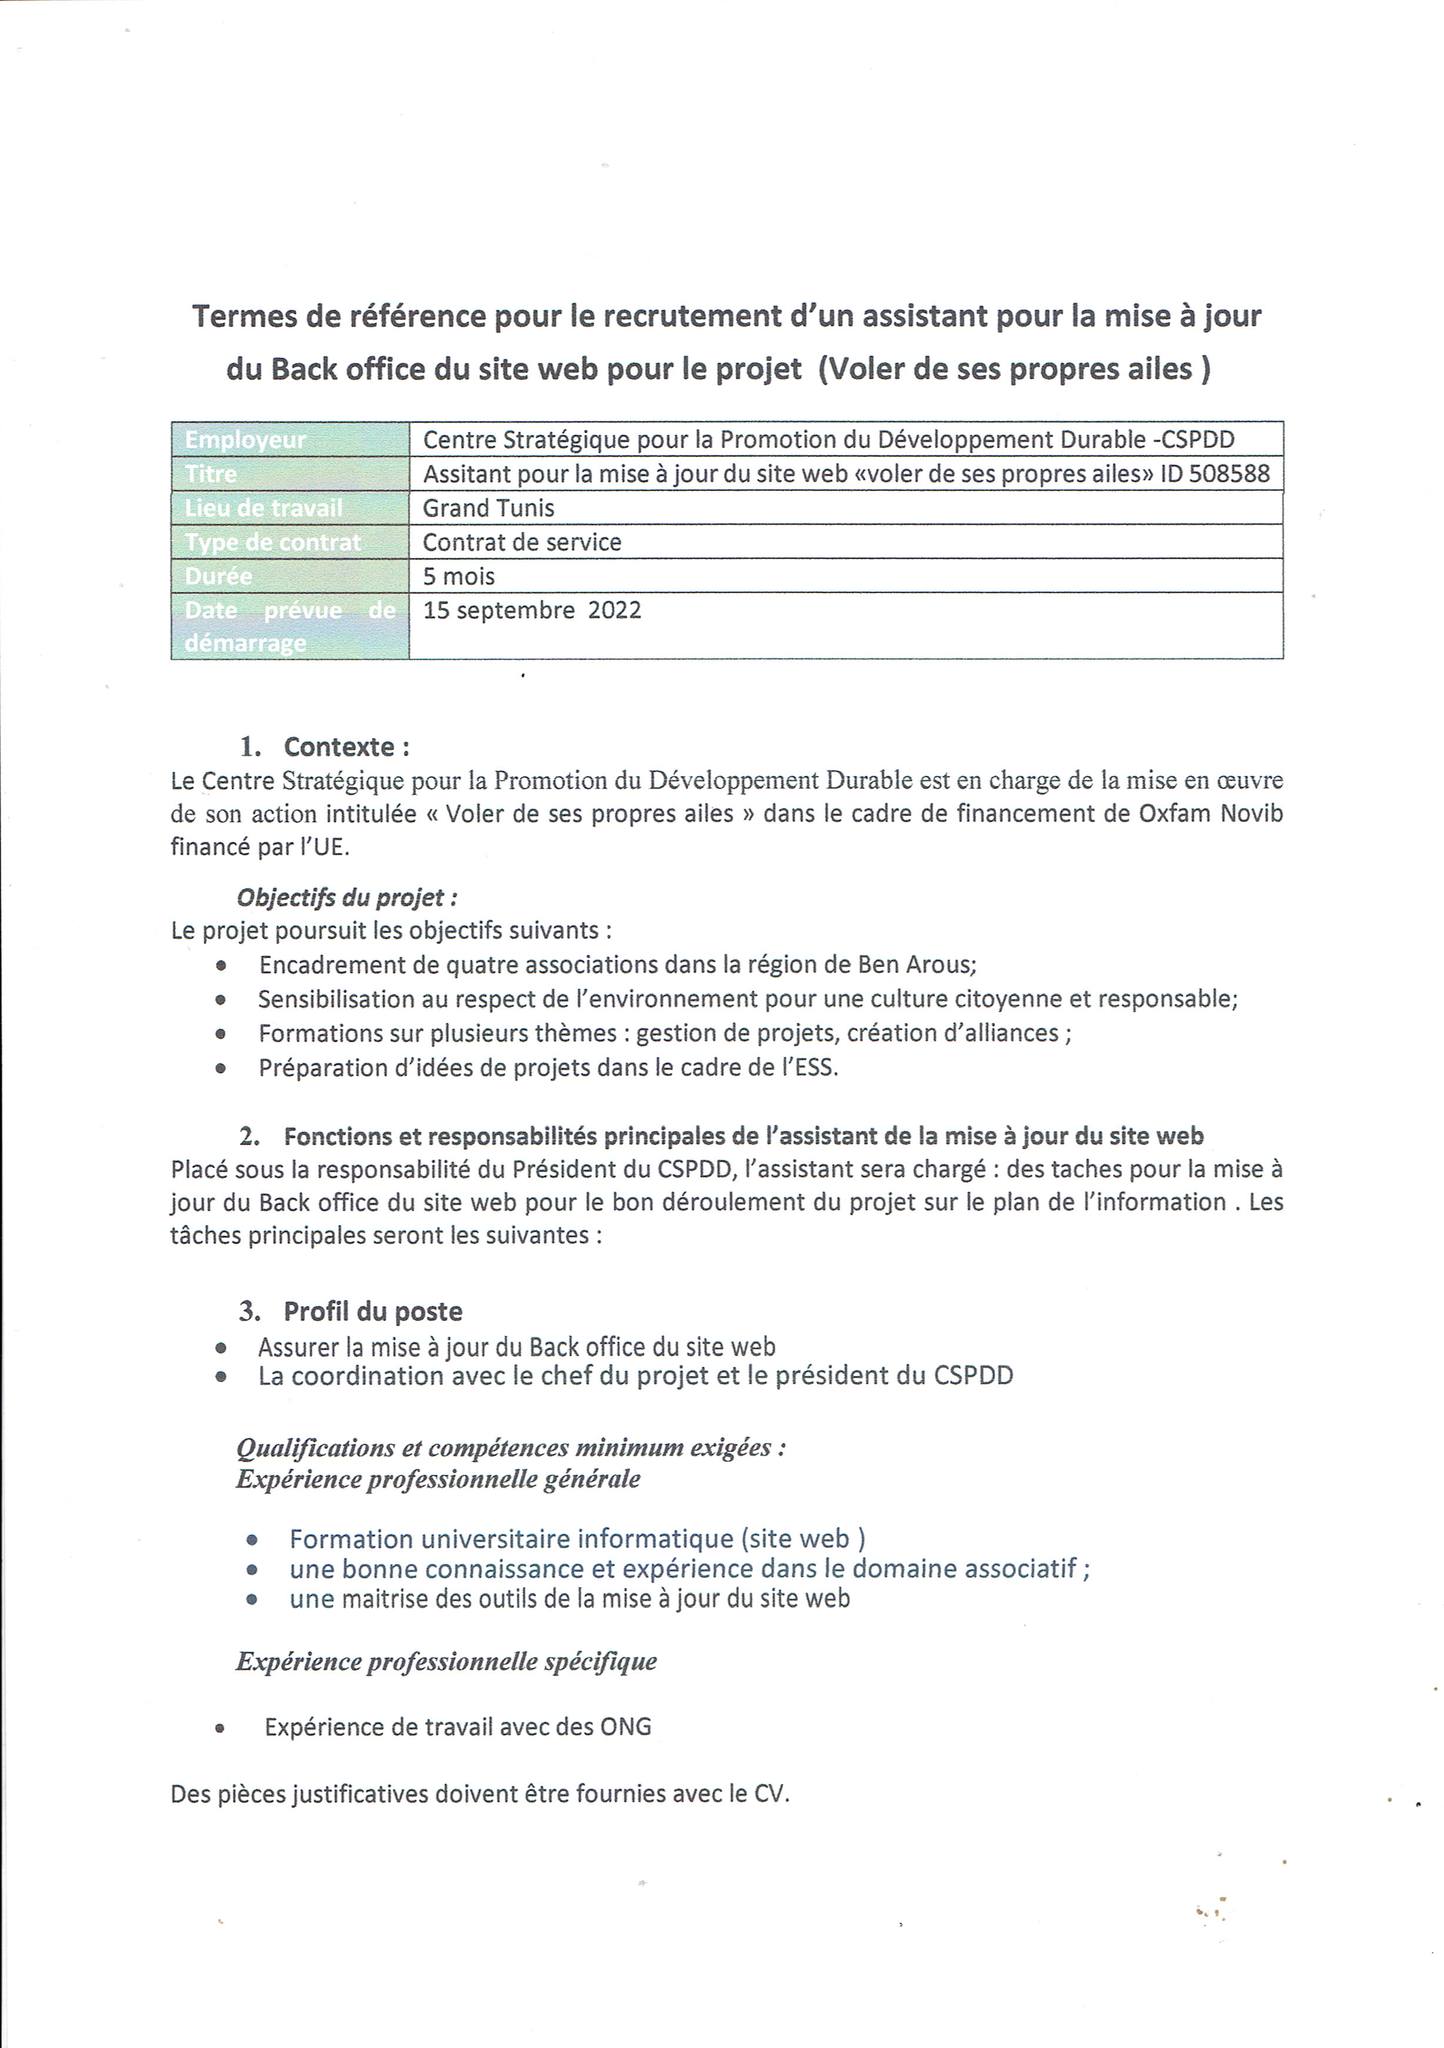 Termes de référence pour le recrutement d’un assistant pour la mise à jour
du Back office du site web pour le projet (Voler de ses propres ailes )
Employeur Centre Stratégique pour la Promotion du Développement Durable -CSPDD
Titre Assitant pour la mise à jour du site web «voler de ses propres ailes» ID 508588
Lieu de travail Grand Tunis
Type de contrat Contrat de service
Durée 5 mois
Date prévue de 15 septembre 2022
démarrage
1. Contexte :
Le Centre Stratégique pour la Promotion du Développement Durable est en charge de la mise en œuvre
de son action intitulée « Voler de ses propres ailes » dans le cadre de financement de Oxfam Novib
financé par l’UE.
Objectifs du projet :
Le projet poursuit les objectifs suivants :
• Encadrement de quatre associations dans la région de Ben Arous;
• Sensibilisation au respect de l’environnement pour une culture citoyenne et responsable;
• Formations sur plusieurs thèmes : gestion de projets, création d’alliances ;
• Préparation d’idées de projets dans le cadre de l’ESS.
2. Fonctions et responsabilités principales de l’assistant de la mise à jour du site web
Placé sous la responsabilité du Président du CSPDD, l’assistant sera chargé : des taches pour la mise à
jour du Back office du site web pour le bon déroulement du projet sur le plan de l’information . Les
tâches principales seront les suivantes :
3. Profil du poste
• Assurer la mise à jour du Back office du site web
• La coordination avec le chef du projet et le président du CSPDD
Qualifications et compétences minimum exigées :
Expérience professionnelle générale
• Formation universitaire informatique (site web )
• une bonne connaissance et expérience dans le domaine associatif ;
• une maitrise des outils de la mise à jour du site web
Expérience professionnelle spécifique
• Expérience de travail avec des ONG
Des pièces justificatives doivent être fournies avec le CV.